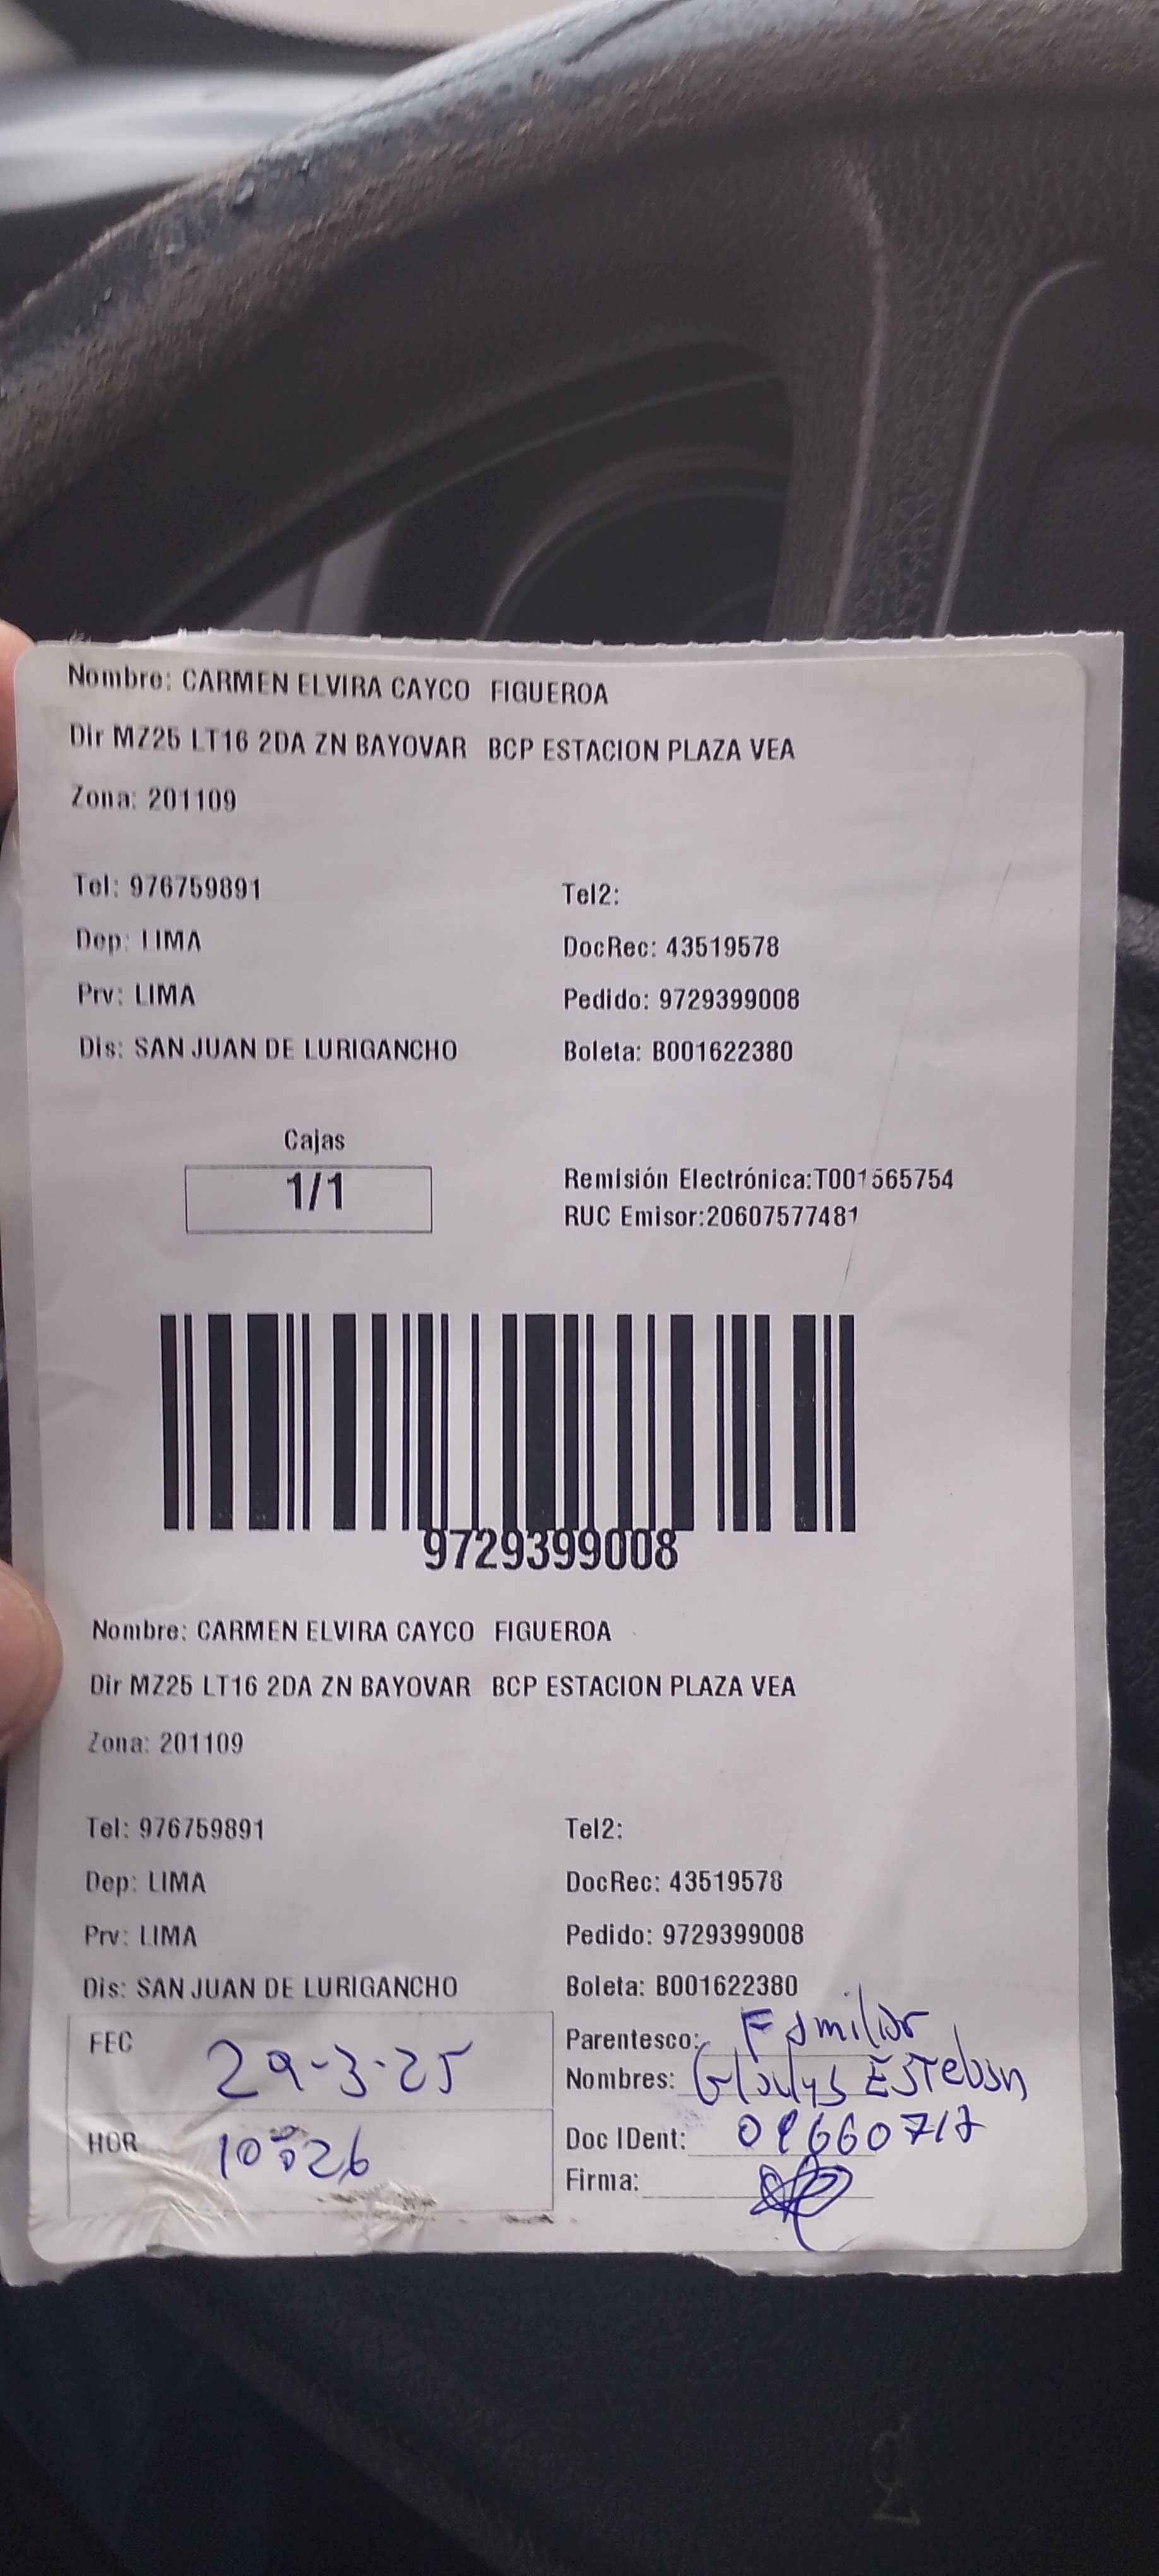 Nombre: CARMEN ELVIRA CAYCO FIGUEROA
Dir MZ25 LT16 2DA ZN BAYOVAR BCP ESTACION PLAZA VEA
Zona: 201109
Tel: 976759891 Tel2:
Dep: LIMA DocRec: 43519578
Prv: LIMA Pedido: 9729399008
Dis: SAN JUAN DE LURIGANCHO Boleta: B001622380
Cajas
1/1
Remisión Electrónica:T001565754
RUC Emisor:20607577481
9729399008
Nombre: CARMEN ELVIRA CAYCO FIGUEROA
Dir MZ25 LT16 2DA ZN BAYOVAR BCP ESTACION PLAZA VEA
Zona: 201109
Tel: 976759891 Tel2:
Dep: LIMA DocRec: 43519578
Prv: LIMA Pedido: 9729399008
Dis: SAN JUAN DE LURIGANCHO Boleta: B001622380
FEC 29-3-25
Parentesco: Familiar
Nombres: Gladys Esteban
HOR 10:26
Doc IDent:
Firma: